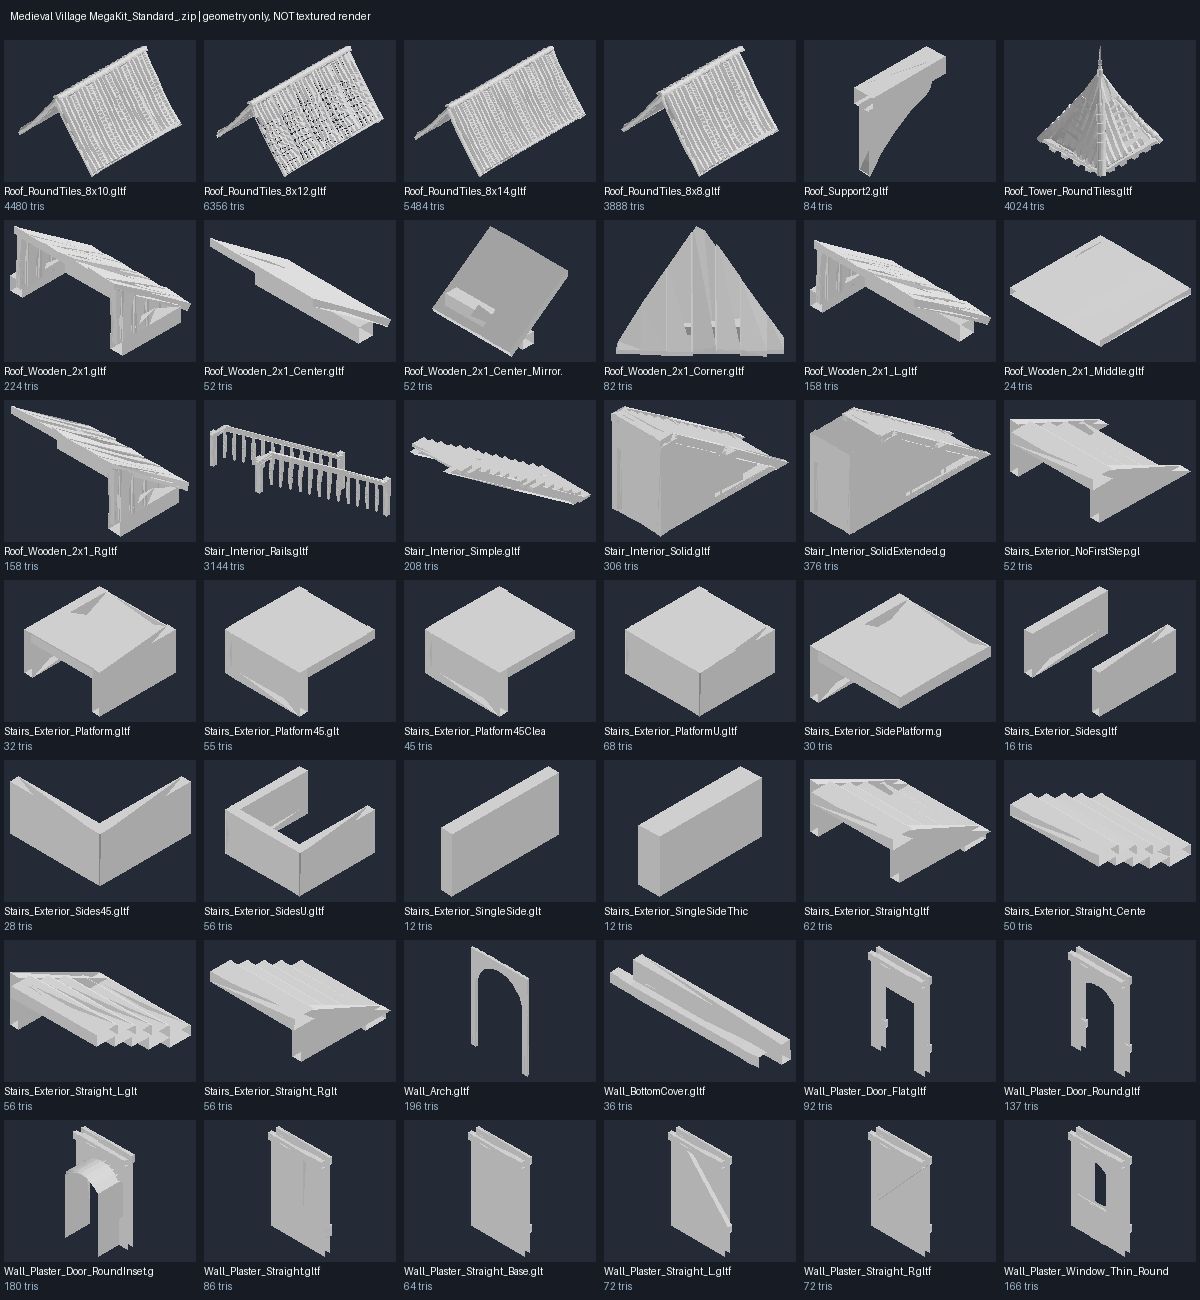 Medieval Village MegaKit_Standard_.zip | geometry only, NOT textured render
Roof_RoundTiles_8x10.gltf
4480 tris
Roof_RoundTiles_8x12.gltf
6356 tris
Roof_RoundTiles_8x14.gltf
5484 tris
Roof_RoundTiles_8x8.gltf
3888 tris
Roof_Support2.gltf
84 tris
Roof_Tower_RoundTiles.gltf
4024 tris
Roof_Wooden_2x1.gltf
224 tris
Roof_Wooden_2x1_Center.gltf
52 tris
Roof_Wooden_2x1_Center_Mirror.
52 tris
Roof_Wooden_2x1_Corner.gltf
82 tris
Roof_Wooden_2x1_L.gltf
158 tris
Roof_Wooden_2x1_Middle.gltf
24 tris
Roof_Wooden_2x1_R.gltf
158 tris
Stair_Interior_Rails.gltf
3144 tris
Stair_Interior_Simple.gltf
208 tris
Stair_Interior_Solid.gltf
306 tris
Stair_Interior_SolidExtended.g
376 tris
Stairs_Exterior_NoFirstStep.gl
52 tris
Stairs_Exterior_Platform.gltf
32 tris
Stairs_Exterior_Platform45.glt
55 tris
Stairs_Exterior_Platform45Clea
45 tris
Stairs_Exterior_PlatformU.gltf
68 tris
Stairs_Exterior_SidePlatform.g
30 tris
Stairs_Exterior_Sides.gltf
16 tris
Stairs_Exterior_Sides45.gltf
28 tris
Stairs_Exterior_SidesU.gltf
56 tris
Stairs_Exterior_SingleSide.glt
12 tris
Stairs_Exterior_SingleSideThic
12 tris
Stairs_Exterior_Straight.gltf
62 tris
Stairs_Exterior_Straight_Cente
50 tris
Stairs_Exterior_Straight_L.glt
56 tris
Stairs_Exterior_Straight_R.glt
56 tris
Wall_Arch.gltf
196 tris
Wall_BottomCover.gltf
36 tris
Wall_Plaster_Door_Flat.gltf
92 tris
Wall_Plaster_Door_Round.gltf
137 tris
Wall_Plaster_Door_RoundInset.g
180 tris
Wall_Plaster_Straight.gltf
86 tris
Wall_Plaster_Straight_Base.glt
64 tris
Wall_Plaster_Straight_L.gltf
72 tris
Wall_Plaster_Straight_R.gltf
72 tris
Wall_Plaster_Window_Thin_Round
166 tris